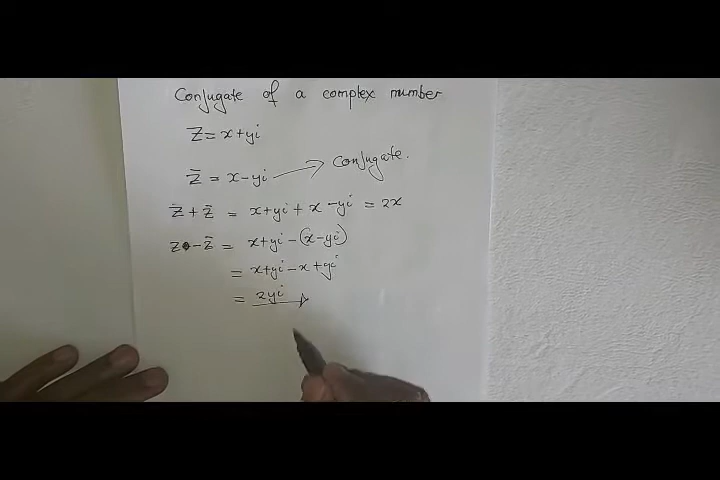 Conjugate of a complex number
Z = x+yi
z̄ = x-yi → Conjugate.
z + z̄ = x+yi + x -yi = 2x
z - z̄ = x+yi - (x-yi)
= x+yi - x + yi
= 2yi